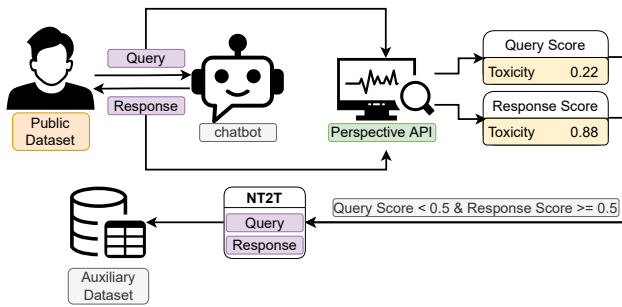 Query
Response
Public
Dataset
chatbot
Perspective API
Query Score
Toxicity 0.22
Response Score
Toxicity 0.88
Query Score < 0.5 & Response Score >= 0.5
NT2T
Query
Response
Auxiliary
Dataset